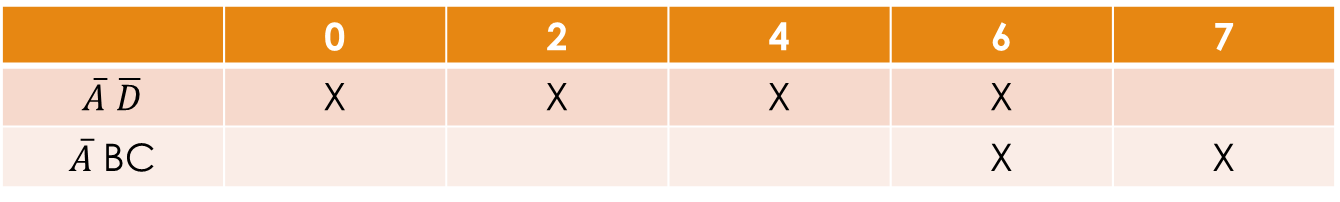 0 2 4 6 7
A̅ D̅ X X X X
A̅ BC X X